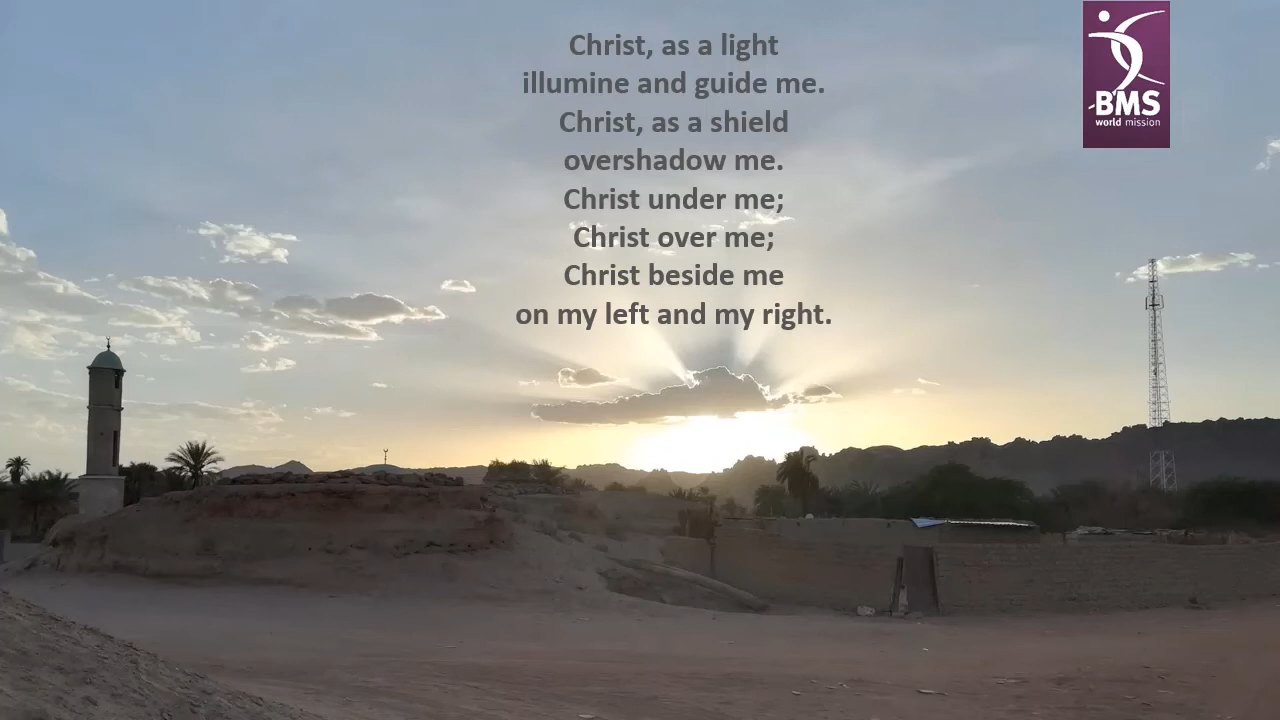 Christ, as a light
illumine and guide me.
Christ, as a shield
overshadow me.
Christ under me;
Christ over me;
Christ beside me
on my left and my right.
BMS
world mission